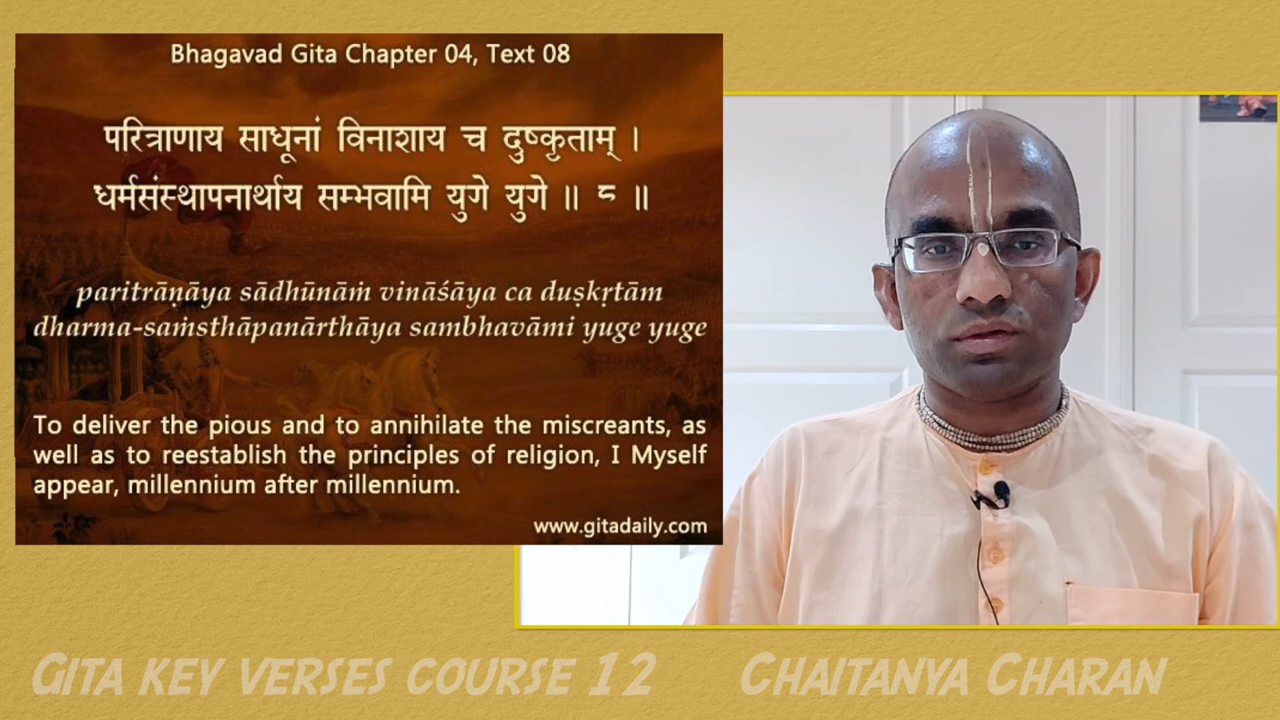 Bhagavad Gita Chapter 04, Text 08
परित्राणाय साधूनां विनाशाय च दुष्कृताम् ।
धर्मसंस्थापनार्थाय सम्भवामि युगे युगे ॥ ८ ॥
paritrāṇāya sādhūnāṁ vināśāya ca duṣkṛtām
dharma-saṁsthāpanārthāya sambhavāmi yuge yuge
To deliver the pious and to annihilate the miscreants, as
well as to reestablish the principles of religion, I Myself
appear, millennium after millennium.
www.gitadaily.com
Gita key verses course 12
Chaitanya Charan